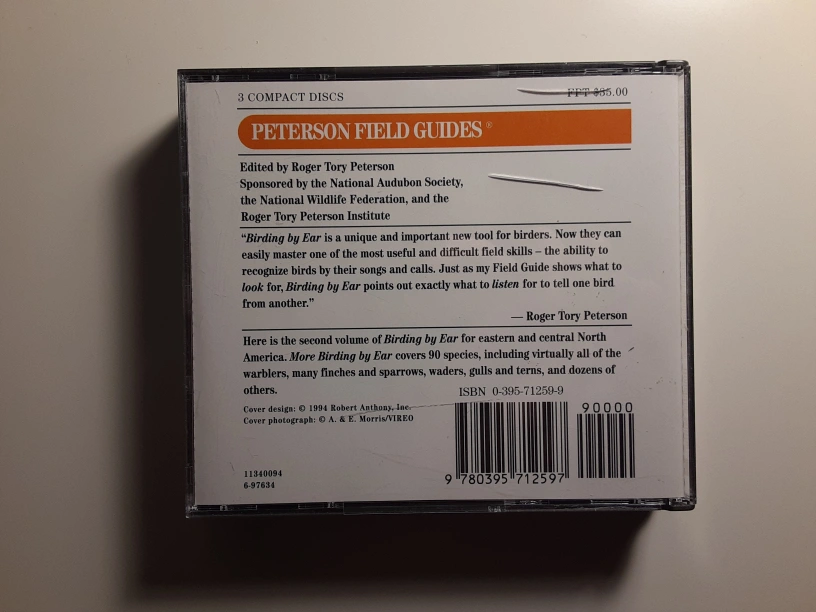 3 COMPACT DISCS
FPT $35.00
PETERSON FIELD GUIDES ®
Edited by Roger Tory Peterson
Sponsored by the National Audubon Society,
the National Wildlife Federation, and the
Roger Tory Peterson Institute
“Birding by Ear is a unique and important new tool for birders. Now they can
easily master one of the most useful and difficult field skills – the ability to
recognize birds by their songs and calls. Just as my Field Guide shows what to
look for, Birding by Ear points out exactly what to listen for to tell one bird
from another.”
— Roger Tory Peterson
Here is the second volume of Birding by Ear for eastern and central North
America. More Birding by Ear covers 90 species, including virtually all of the
warblers, many finches and sparrows, waders, gulls and terns, and dozens of
others.
ISBN 0-395-71259-9
Cover design: © 1994 Robert Anthony, Inc.
Cover photograph: © A. & E. Morris/VIREO
90000
9 780395 712597
11340094
6-97634